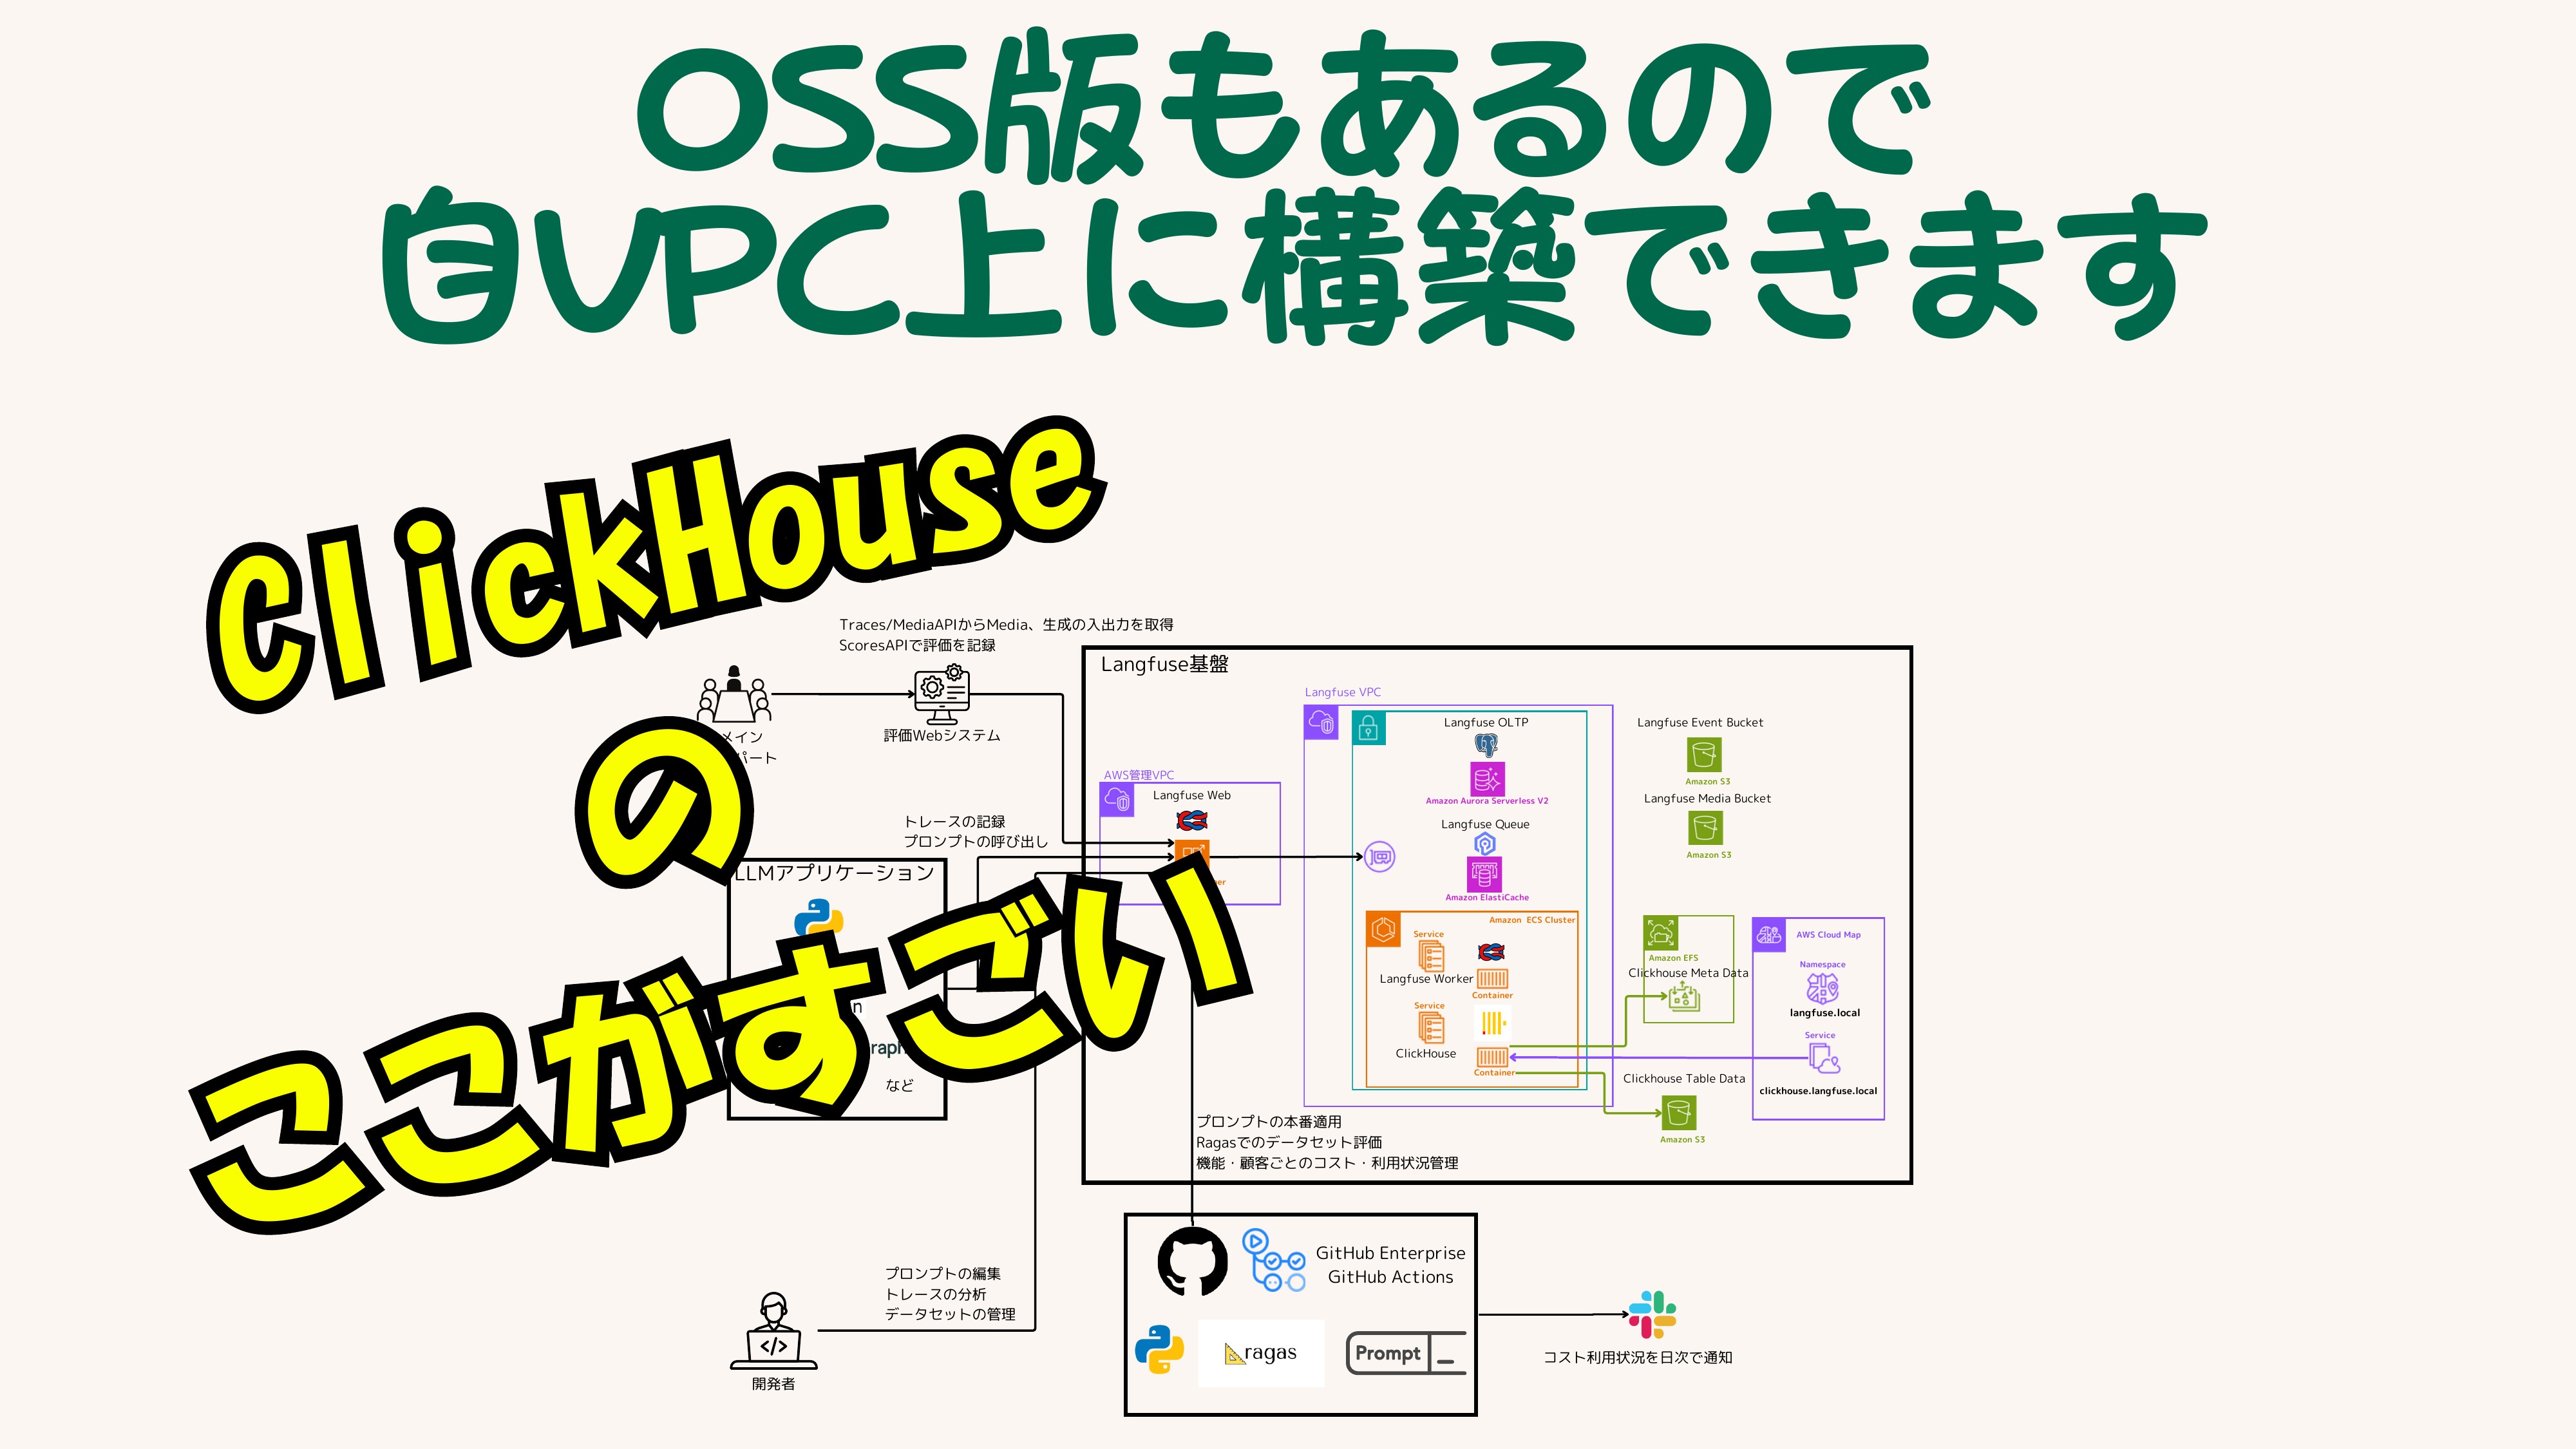 OSS版もあるので
自VPC上に構築できます
ClickHouse
の
ここがすごい
Traces/MediaAPIからMedia、生成の入出力を取得
ScoresAPIで評価を記録
評価Webシステム
トレースの記録
プロンプトの呼び出し
LLMアプリケーション
など
プロンプトの編集
トレースの分析
データセットの管理
開発者
Langfuse基盤
AWS管理VPC
Langfuse Web
Langfuse VPC
Langfuse OLTP
Amazon Aurora Serverless V2
Langfuse Queue
Amazon ElastiCache
Amazon ECS Cluster
Service
Langfuse Worker
Container
Service
ClickHouse
Container
Langfuse Event Bucket
Amazon S3
Langfuse Media Bucket
Amazon S3
Amazon EFS
Clickhouse Meta Data
Clickhouse Table Data
Amazon S3
AWS Cloud Map
Namespace
langfuse.local
Service
clickhouse.langfuse.local
プロンプトの本番適用
Ragasでのデータセット評価
機能・顧客ごとのコスト・利用状況管理
GitHub Enterprise
GitHub Actions
ragas
Prompt
コスト利用状況を日次で通知